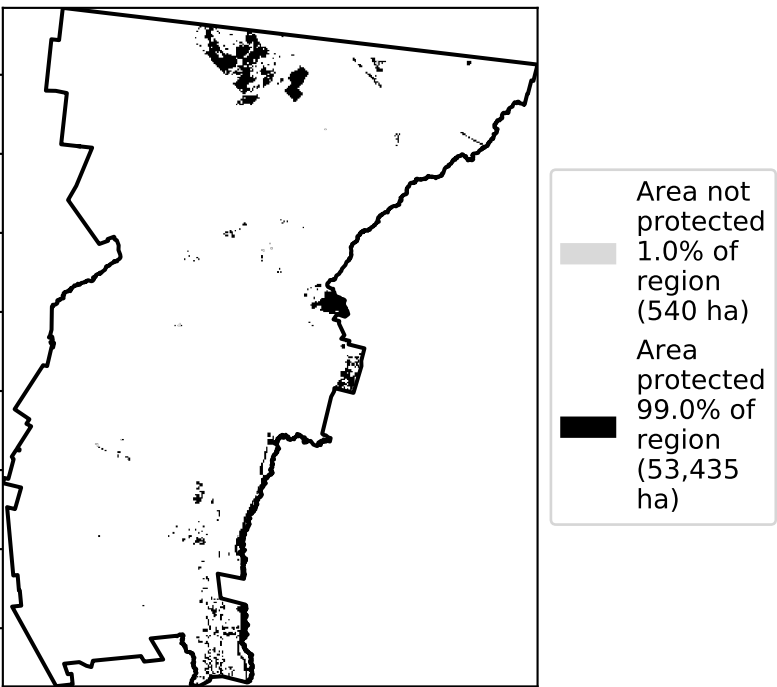 Area not
protected
1.0% of
region
(540 ha)
Area
protected
99.0% of
region
(53,435
ha)